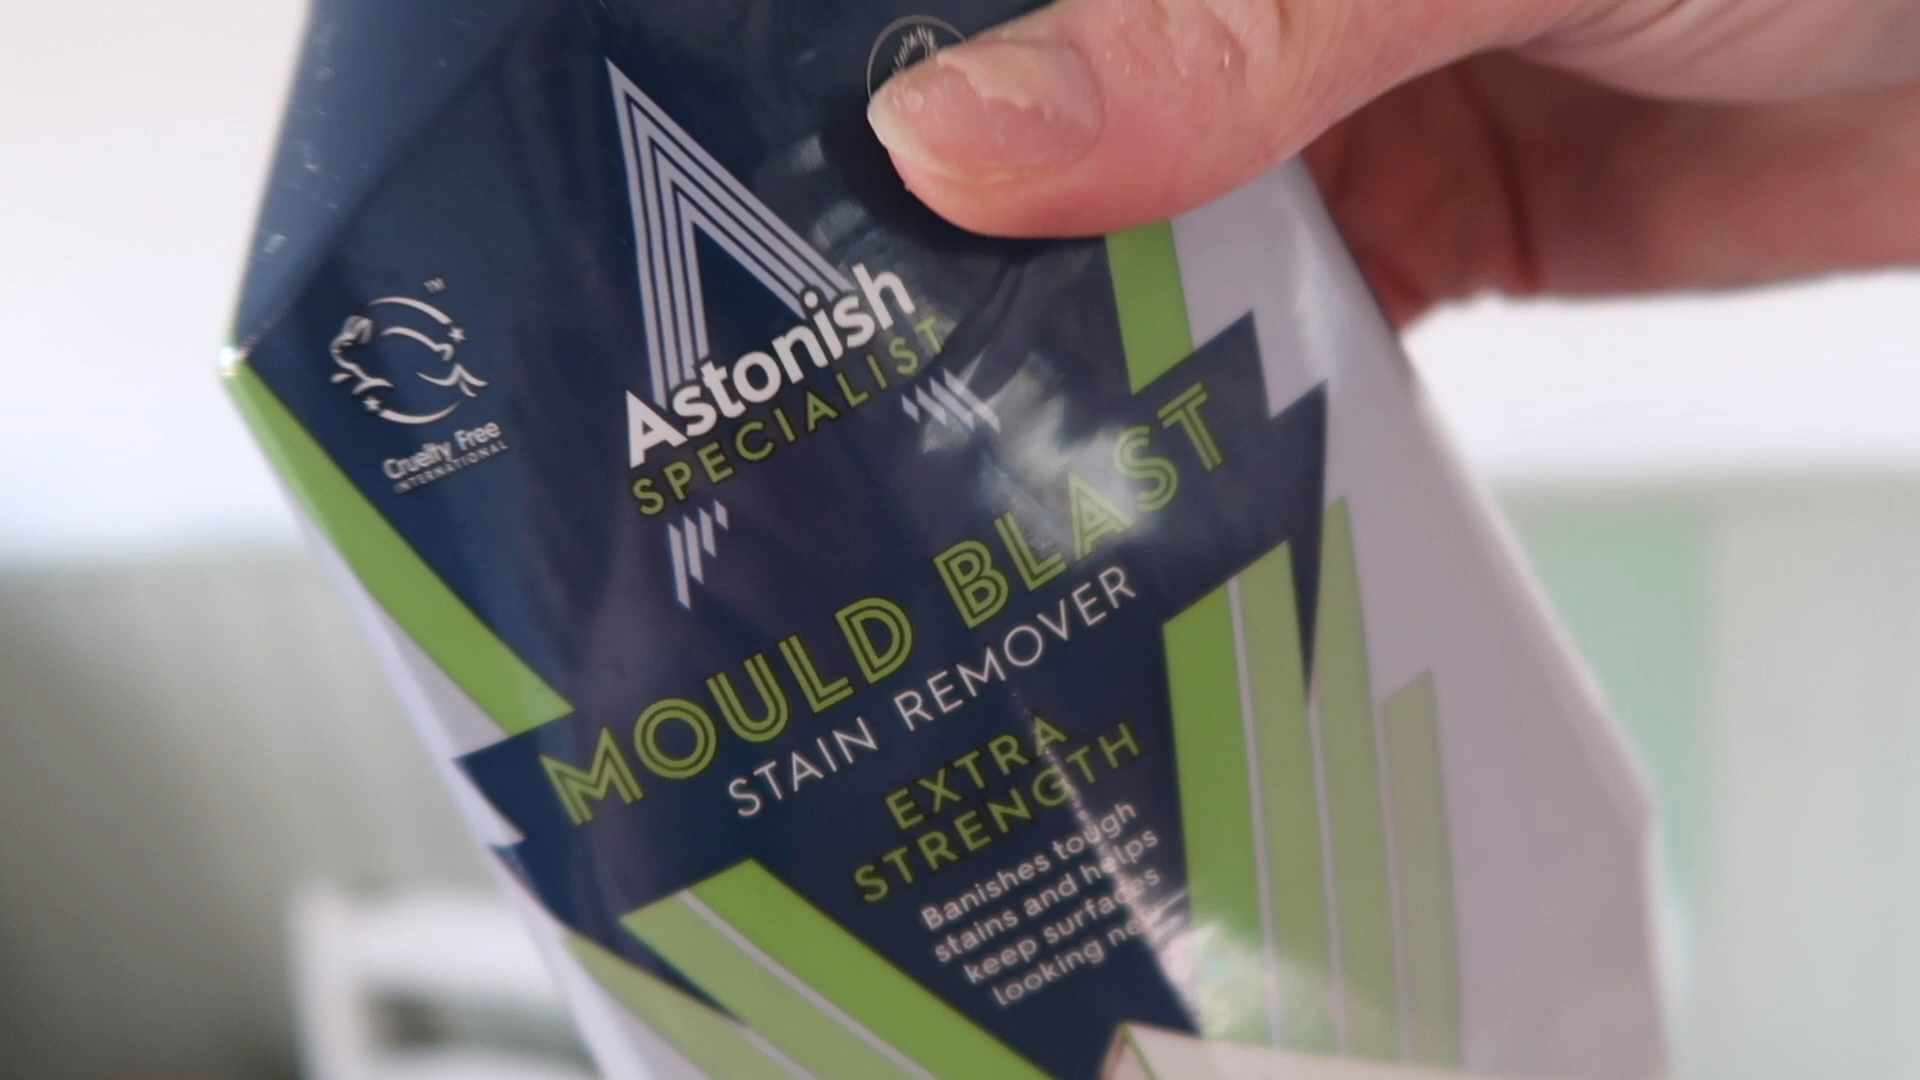 Astonish
SPECIALIST
TM
Cruelty Free
INTERNATIONAL
MOULD BLAST
STAIN REMOVER
EXTRA
STRENGTH
Banishes tough
stains and helps
keep surfaces
looking